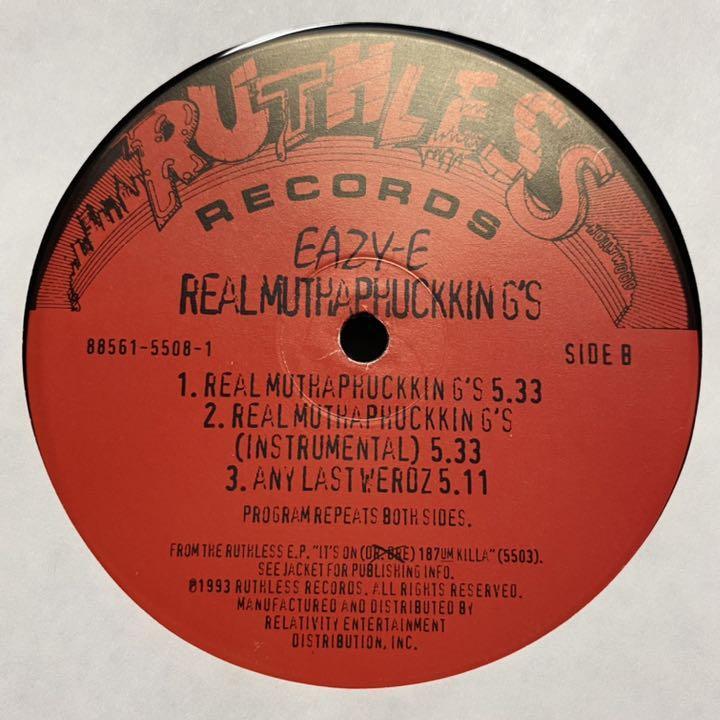 RUTHLESS
RECORDS
HOLLYWOOD
EAZY-E
REAL MUTHAPHUCKKIN G'S
88561-5508-1
SIDE B
1. REAL MUTHAPHUCKKIN G'S 5.33
2. REAL MUTHAPHUCKKIN G'S
(INSTRUMENTAL) 5.33
3. ANY LAST WERDZ 5.11
PROGRAM REPEATS BOTH SIDES.
FROM THE RUTHLESS E.P. "IT'S ON (DR. DRE) 187UM KILLA" (5503).
SEE JACKET FOR PUBLISHING INFO.
℗1993 RUTHLESS RECORDS. ALL RIGHTS RESERVED.
MANUFACTURED AND DISTRIBUTED BY
RELATIVITY ENTERTAINMENT
DISTRIBUTION, INC.